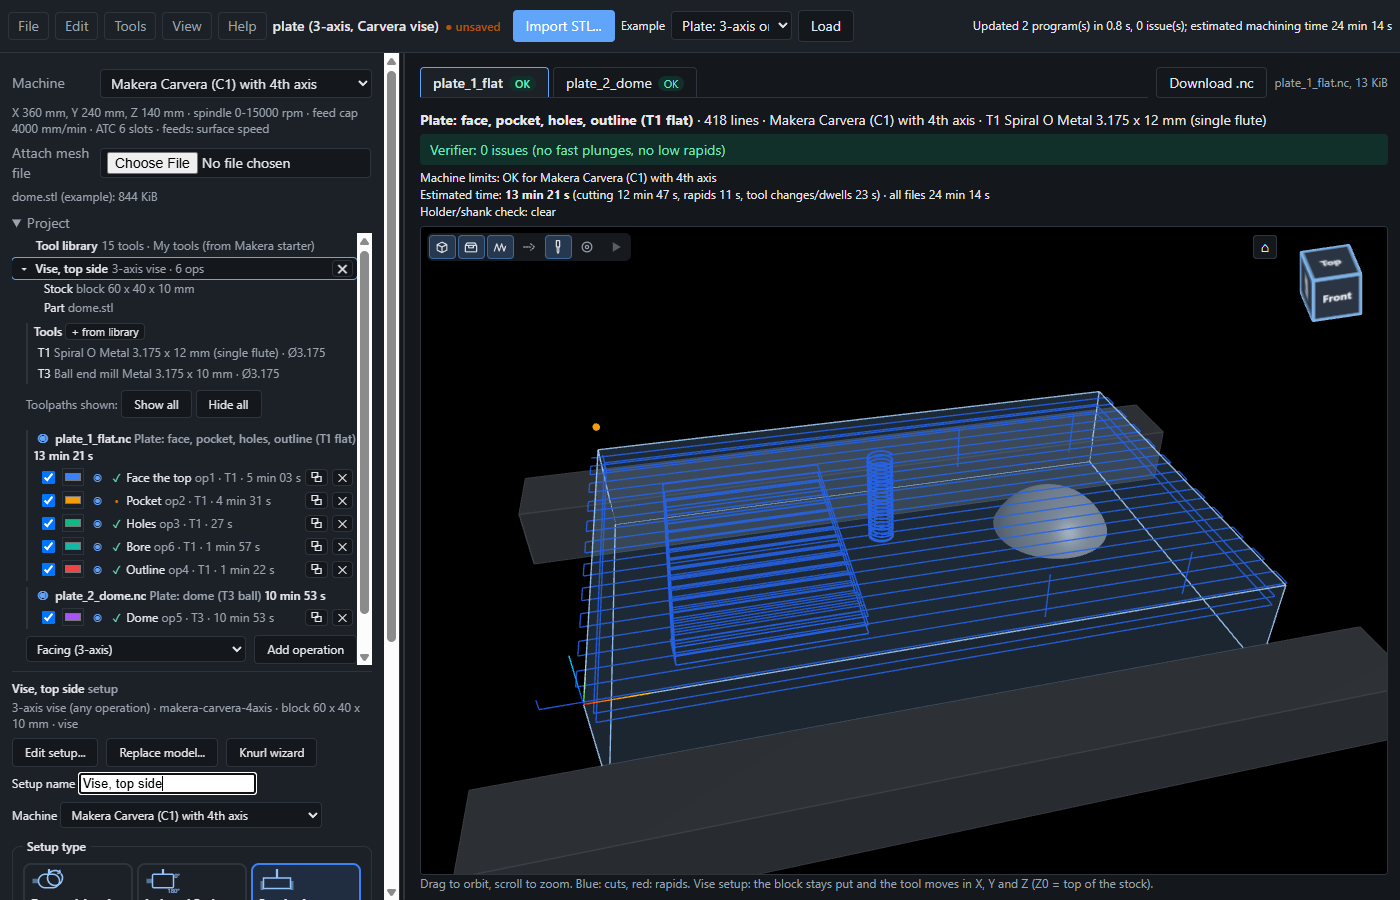 File Edit Tools View Help plate (3-axis, Carvera vise) • unsaved Import STL... Example Plate: 3-axis Load Updated 2 program(s) in 0.8 s, 0 issue(s); estimated machining time 24 min 14 s
Machine Makera Carvera (C1) with 4th axis
X 360 mm, Y 240 mm, Z 140 mm · spindle 0-15000 rpm · feed cap
4000 mm/min · ATC 6 slots · feeds: surface speed
Attach mesh file Choose File No file chosen
dome.stl (example): 844 KiB
Project
Tool library 15 tools · My tools (from Makera starter)
Vise, top side 3-axis vise · 6 ops
Stock block 60 x 40 x 10 mm
Part dome.stl
Tools + from library
T1 Spiral O Metal 3.175 x 12 mm (single flute) · Ø3.175
T3 Ball end mill Metal 3.175 x 10 mm · Ø3.175
Toolpaths shown: Show all Hide all
plate_1_flat.nc Plate: face, pocket, holes, outline (T1 flat)
13 min 21 s
Face the top op1 · T1 · 5 min 03 s
Pocket op2 · T1 · 4 min 31 s
Holes op3 · T1 · 27 s
Bore op6 · T1 · 1 min 57 s
Outline op4 · T1 · 1 min 22 s
plate_2_dome.nc Plate: dome (T3 ball) 10 min 53 s
Dome op5 · T3 · 10 min 53 s
Facing (3-axis) Add operation
Vise, top side setup
3-axis vise (any operation) · makera-carvera-4axis · block 60 x 40 x
10 mm · vise
Edit setup... Replace model... Knurl wizard
Setup name Vise, top side
Machine Makera Carvera (C1) with 4th axis
Setup type
180°
plate_1_flat OK plate_2_dome OK Download .nc plate_1_flat.nc, 13 KiB
Plate: face, pocket, holes, outline (T1 flat) · 418 lines · Makera Carvera (C1) with 4th axis · T1 Spiral O Metal 3.175 x 12 mm (single flute)
Verifier: 0 issues (no fast plunges, no low rapids)
Machine limits: OK for Makera Carvera (C1) with 4th axis
Estimated time: 13 min 21 s (cutting 12 min 47 s, rapids 11 s, tool changes/dwells 23 s) · all files 24 min 14 s
Holder/shank check: clear
Top
Front
Drag to orbit, scroll to zoom. Blue: cuts, red: rapids. Vise setup: the block stays put and the tool moves in X, Y and Z (Z0 = top of the stock).